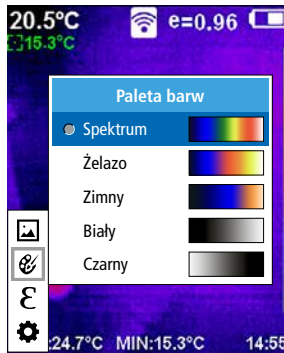 20.5°C e=0.96
15.3°C
Paleta barw
Spektrum
Żelazo
Zimny
Biały
Czarny
ε
:24.7°C MIN:15.3°C 14:55